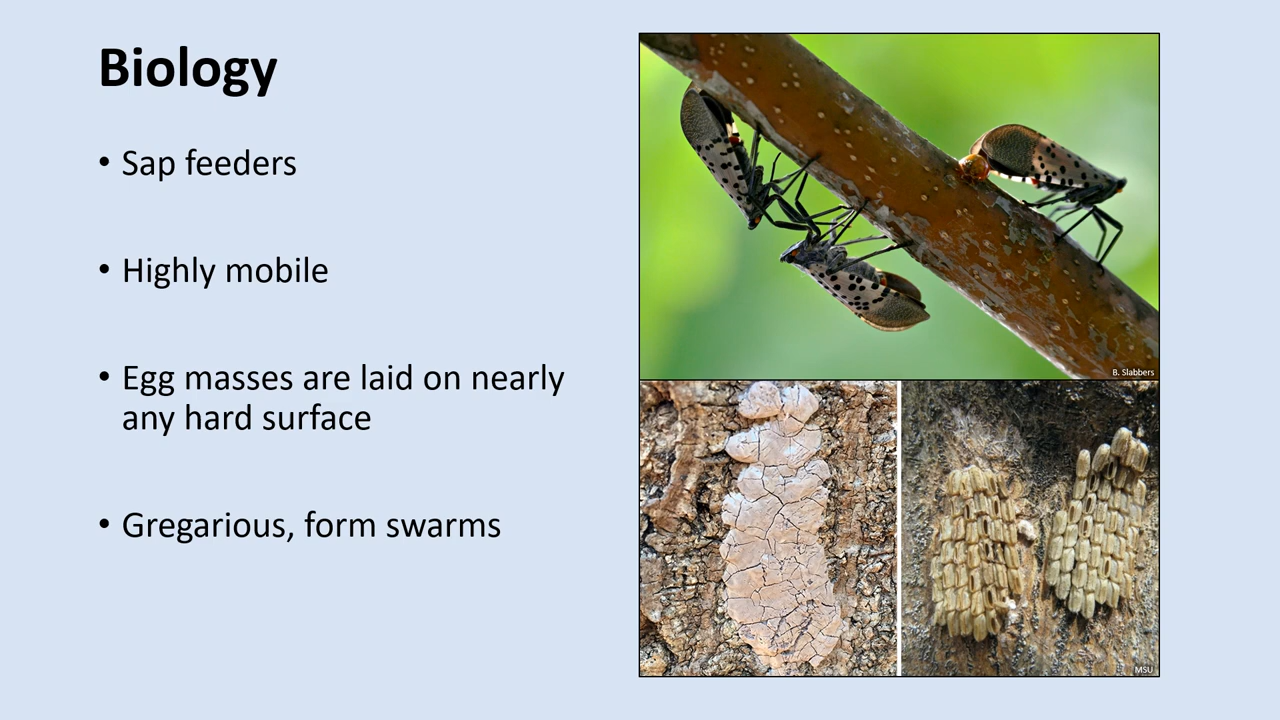 Biology
• Sap feeders
• Highly mobile
• Egg masses are laid on nearly
any hard surface
• Gregarious, form swarms
B. Slabbers
MSU